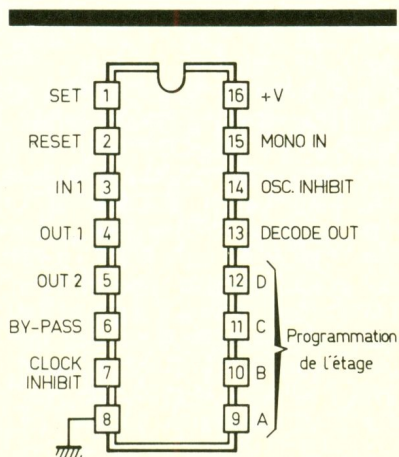 SET 1
RESET 2
IN 1 3
OUT 1 4
OUT 2 5
BY-PASS 6
CLOCK
INHIBIT 7
8
16 +V
15 MONO IN
14 OSC. INHIBIT
13 DECODE OUT
12 D
11 C
10 B
9 A
Programmation
de l'étage